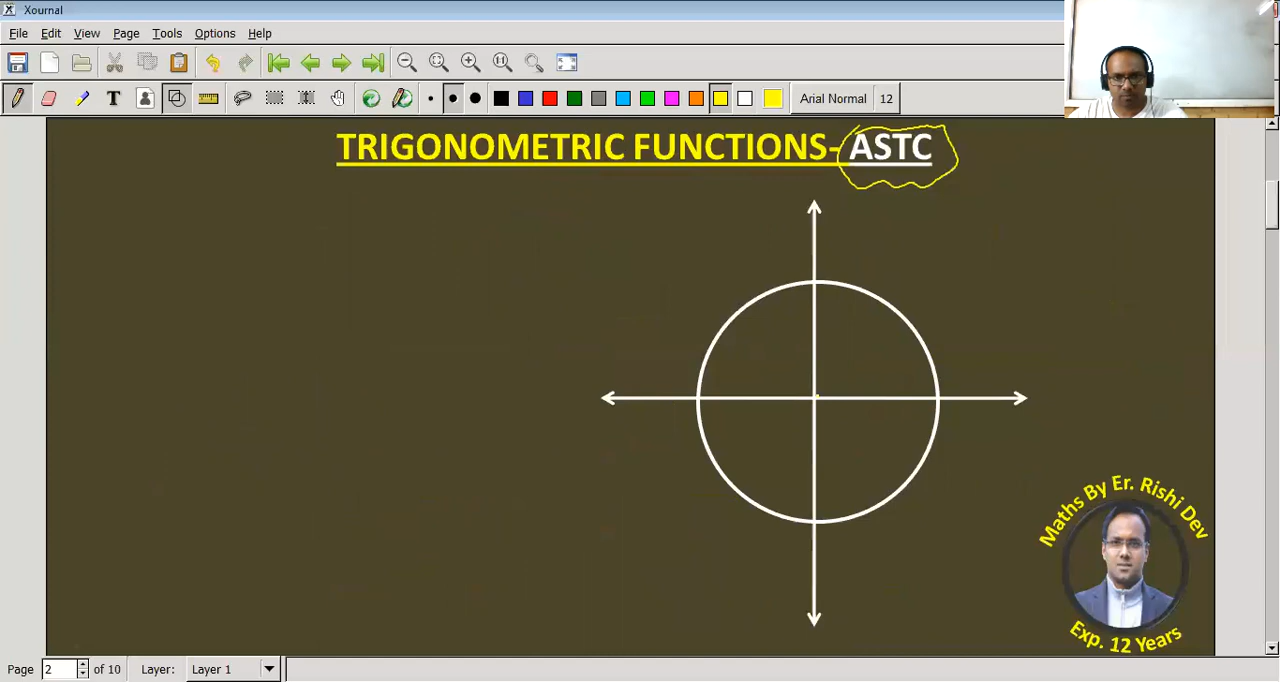 Xournal
File Edit View Page Tools Options Help
Arial Normal 12
TRIGONOMETRIC FUNCTIONS- ASTC
Maths By Er. Rishi Dev
Exp. 12 Years
Page 2 of 10 Layer: Layer 1